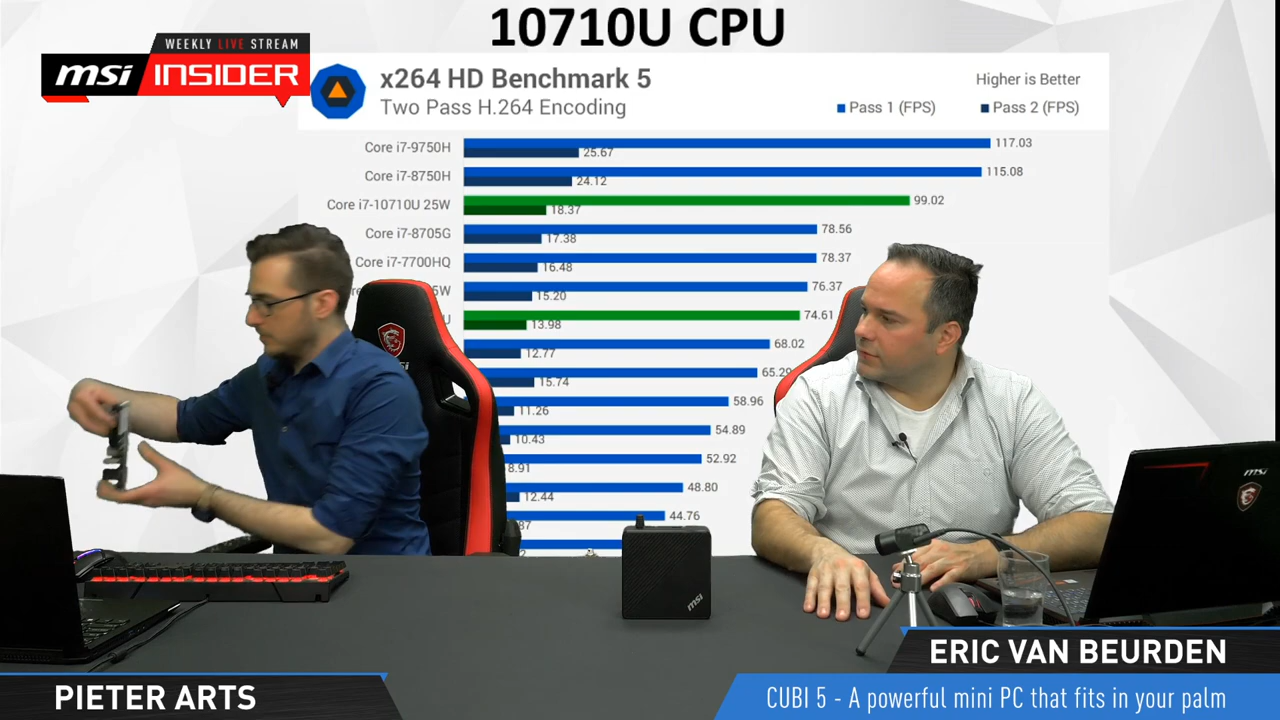 10710U CPU
WEEKLY LIVE STREAM
msi INSIDER
x264 HD Benchmark 5
Higher is Better
Two Pass H.264 Encoding
Pass 1 (FPS)
Pass 2 (FPS)
Core i7-9750H
117.03
25.67
Core i7-8750H
115.08
24.12
Core i7-10710U 25W
99.02
18.37
Core i7-8705G
78.56
17.38
Core i7-7700HQ
78.37
16.48
5W
76.37
15.20
U
74.61
13.98
68.02
12.77
65.29
15.74
58.96
11.26
54.89
10.43
52.92
8.91
48.80
12.44
44.76
msi
msi
ERIC VAN BEURDEN
PIETER ARTS
CUBI 5 - A powerful mini PC that fits in your palm